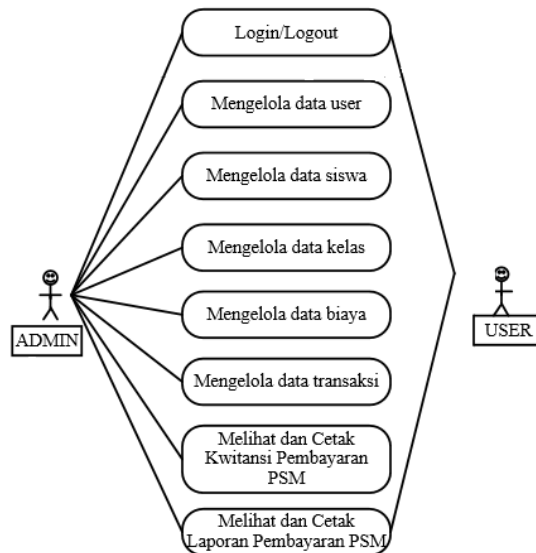 Login/Logout
Mengelola data user
Mengelola data siswa
Mengelola data kelas
Mengelola data biaya
Mengelola data transaksi
Melihat dan Cetak
Kwitansi Pembayaran
PSM
Melihat dan Cetak
Laporan Pembayaran PSM
ADMIN
USER